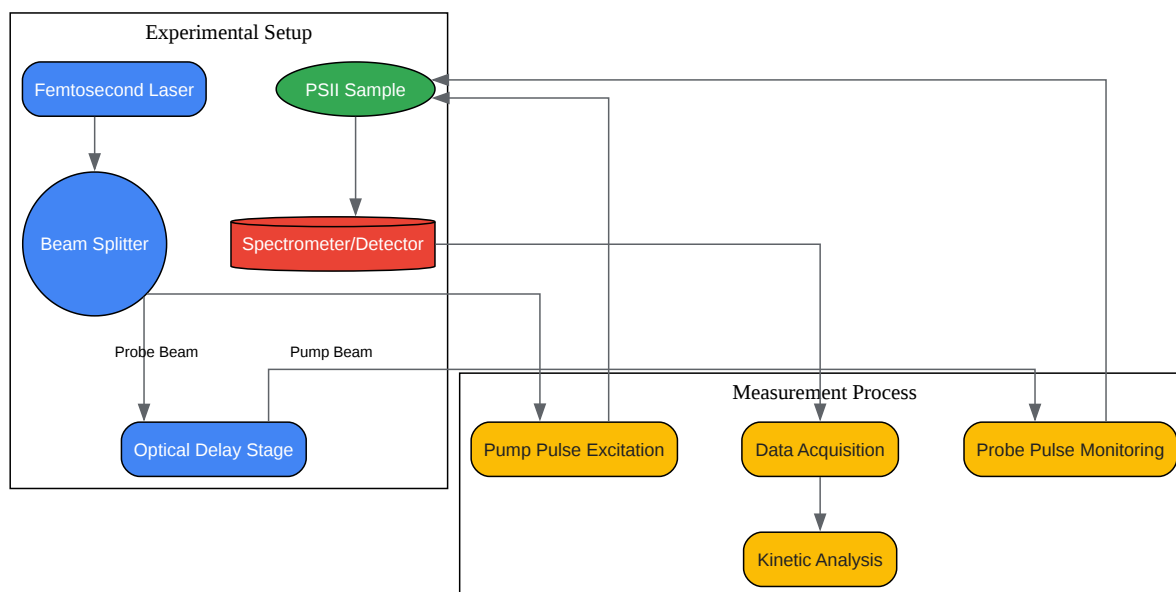 Experimental Setup
Femtosecond Laser
PSII Sample
Beam Splitter
Spectrometer/Detector
Probe Beam
Pump Beam
Optical Delay Stage
Measurement Process
Pump Pulse Excitation
Data Acquisition
Probe Pulse Monitoring
Kinetic Analysis